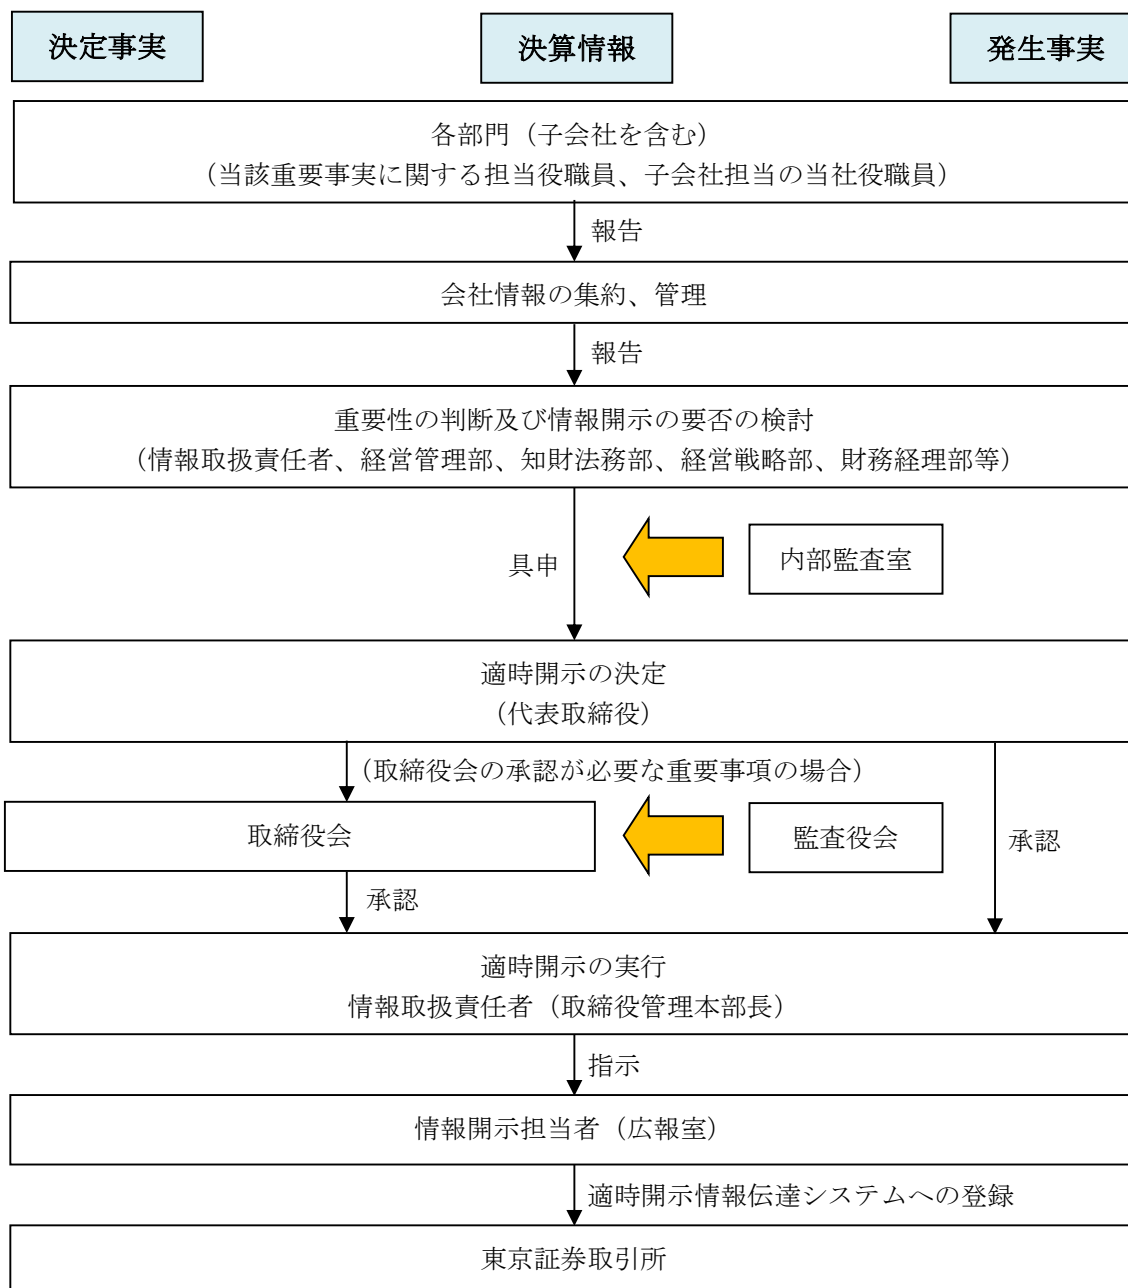 決定事実
決算情報
発生事実
各部門（子会社を含む）
（当該重要事実に関する担当役職員、子会社担当の当社役職員）
報告
会社情報の集約、管理
報告
重要性の判断及び情報開示の要否の検討
（情報取扱責任者、経営管理部、知財法務部、経営戦略部、財務経理部等）
具申
内部監査室
適時開示の決定
（代表取締役）
（取締役会の承認が必要な重要事項の場合）
取締役会
監査役会
承認
承認
適時開示の実行
情報取扱責任者（取締役管理本部長）
指示
情報開示担当者（広報室）
適時開示情報伝達システムへの登録
東京証券取引所